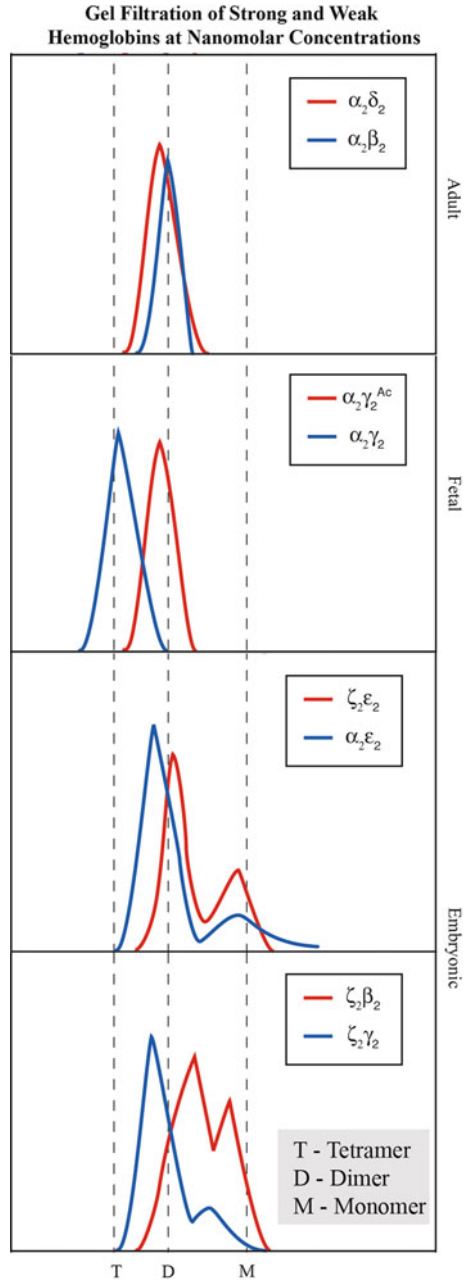 Gel Filtration of Strong and Weak
Hemoglobins at Nanomolar Concentrations
α₂δ₂
α₂β₂
Adult
α₂γ₂ᴬᶜ
α₂γ₂
Fetal
ζ₂ε₂
α₂ε₂
Embryonic
ζ₂β₂
ζ₂γ₂
T - Tetramer
D - Dimer
M - Monomer
T D M